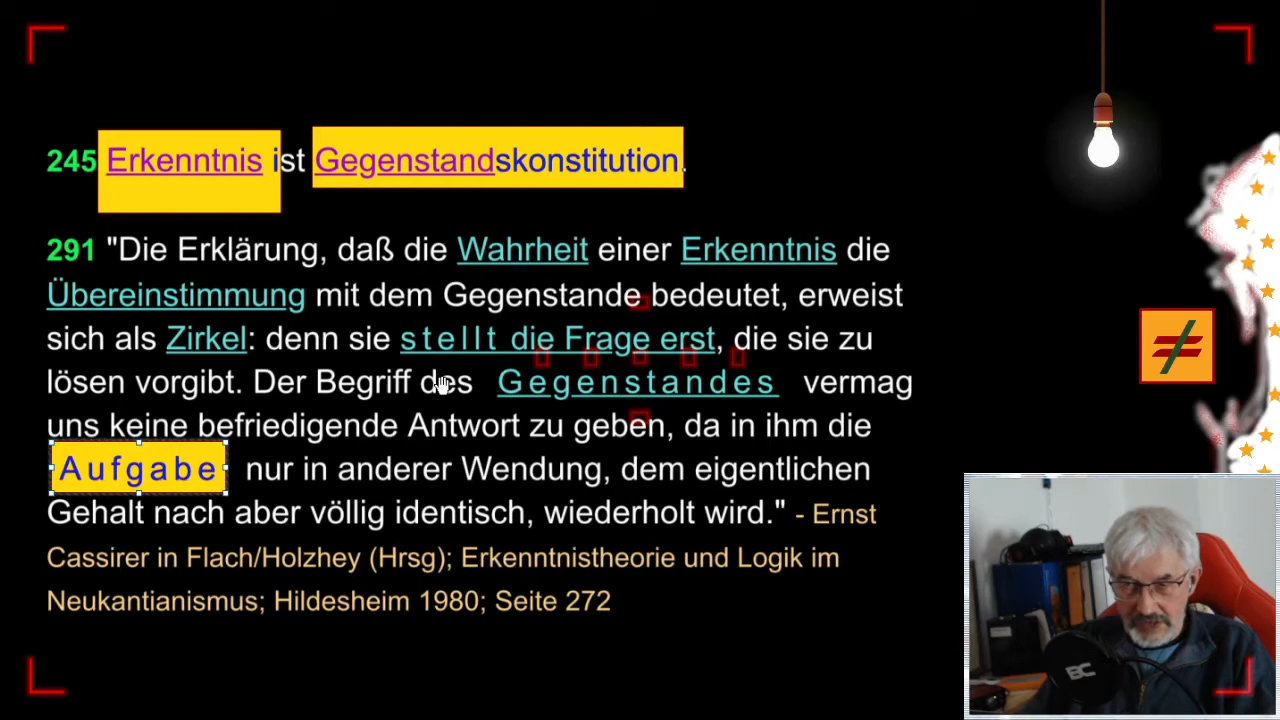 245 Erkenntnis ist Gegenstandskonstitution.
291 "Die Erklärung, daß die Wahrheit einer Erkenntnis die
Übereinstimmung mit dem Gegenstande bedeutet, erweist
sich als Zirkel: denn sie stellt die Frage erst, die sie zu
lösen vorgibt. Der Begriff des Gegenstandes vermag
uns keine befriedigende Antwort zu geben, da in ihm die
Aufgabe nur in anderer Wendung, dem eigentlichen
Gehalt nach aber völlig identisch, wiederholt wird." - Ernst
Cassirer in Flach/Holzhey (Hrsg); Erkenntnistheorie und Logik im
Neukantianismus; Hildesheim 1980; Seite 272
≠